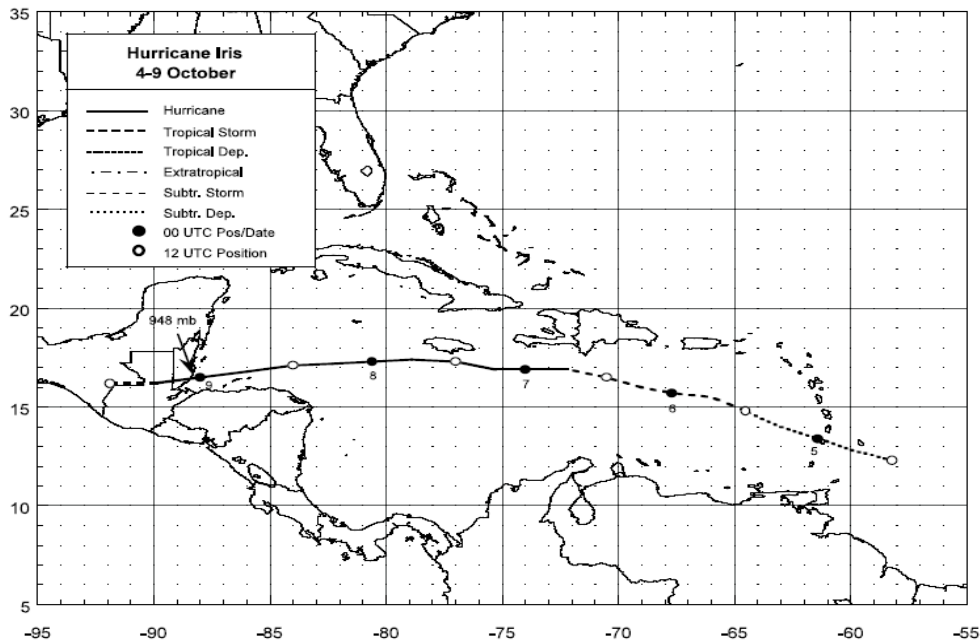 35
30
25
20
15
10
5
Hurricane Iris
4-9 October
Hurricane
Tropical Storm
Tropical Dep.
Extratropical
Subtr. Storm
Subtr. Dep.
00 UTC Pos/Date
12 UTC Position
948 mb
9
8
7
6
5
-95 -90 -85 -80 -75 -70 -65 -60 -55